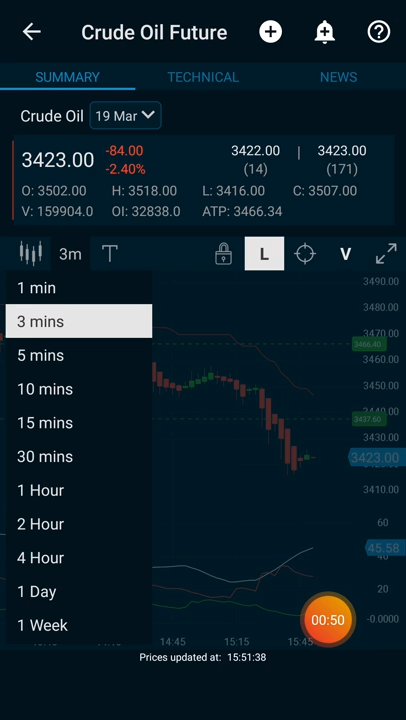 Crude Oil Future
SUMMARY TECHNICAL NEWS
Crude Oil 19 Mar
3423.00 -84.00 -2.40% 3422.00 (14) | 3423.00 (171)
O: 3502.00 H: 3518.00 L: 3416.00 C: 3507.00
V: 159904.0 OI: 32838.0 ATP: 3466.34
3m T L V
1 min
3 mins
5 mins
10 mins
15 mins
30 mins
1 Hour
2 Hour
4 Hour
1 Day
1 Week
3490.00
3480.00
3470.00
3466.40
3460.00
3450.00
3437.60
3430.00
3423.00
3410.00
60
45.58
20
-0.0000
00:50
14:45 15:15 15:45
Prices updated at: 15:51:38